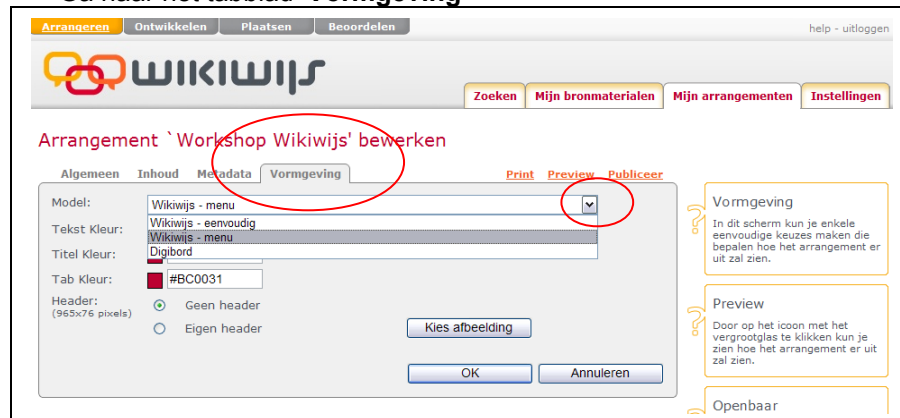 Ga naar het tabblad 'Vormgeving'
Arrangeren Ontwikkelen Plaatsen Beoordelen
help - uitloggen
wikiwijs
Zoeken Mijn bronmaterialen Mijn arrangementen Instellingen
Arrangement `Workshop Wikiwijs' bewerken
Algemeen Inhoud Metadata Vormgeving
Print Preview Publiceer
Model: Wikiwijs - menu
Wikiwijs - eenvoudig
Wikiwijs - menu
Digibord
Tekst Kleur:
Titel Kleur:
Tab Kleur: #BC0031
Header:
(965x76 pixels)
Geen header
Eigen header
Kies afbeelding
OK Annuleren
Vormgeving
In dit scherm kun je enkele
eenvoudige keuzes maken die
bepalen hoe het arrangement er
uit zal zien.
Preview
Door op het icoon met het
vergrootglas te klikken kun je
zien hoe het arrangement er uit
zal zien.
Openbaar